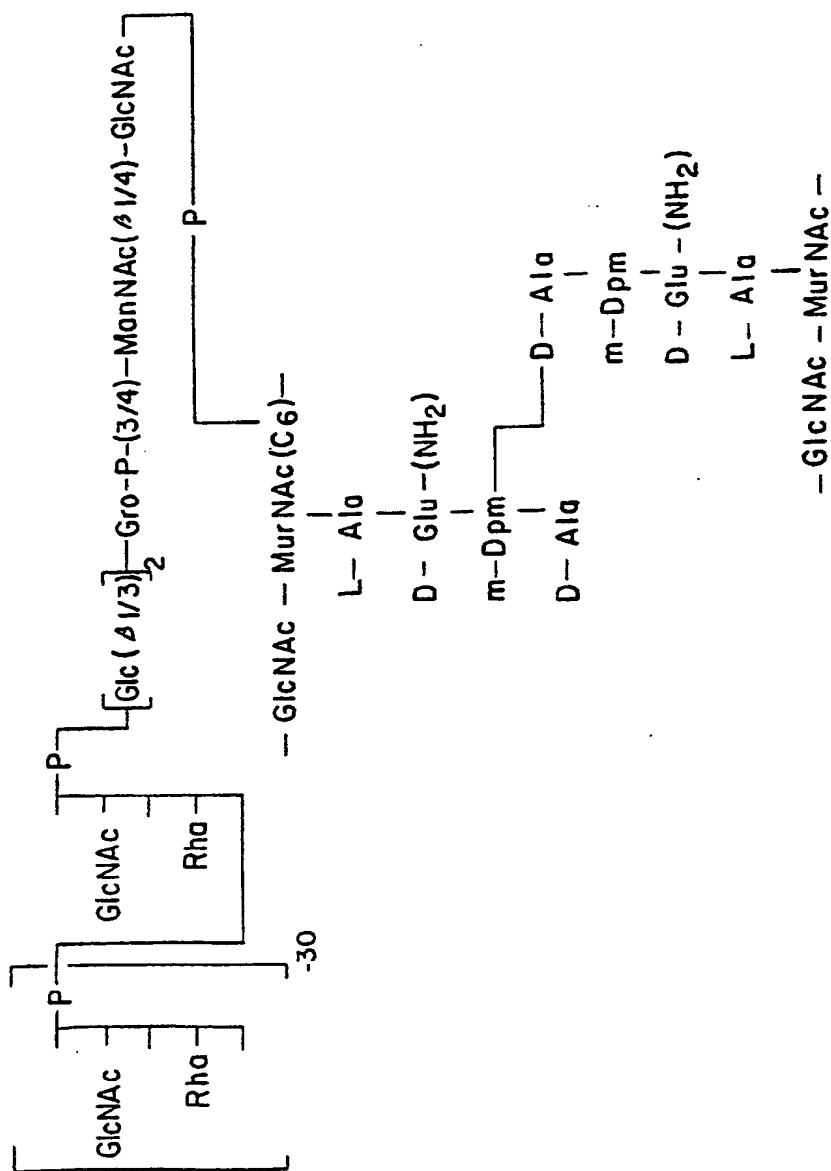 P P
GlcNAc GlcNAc [Glc(β1/3)]—Gro-P-(3/4)—ManNAc(β1/4)—GlcNAc
2
Rha Rha P
— GlcNAc — MurNAc(C6)—
-30
L— Ala
D - Glu -(NH₂)
m-Dpm
D— Ala
D— Ala
m-Dpm
D - Glu -(NH₂)
L— Ala
— GlcNAc — MurNAc —